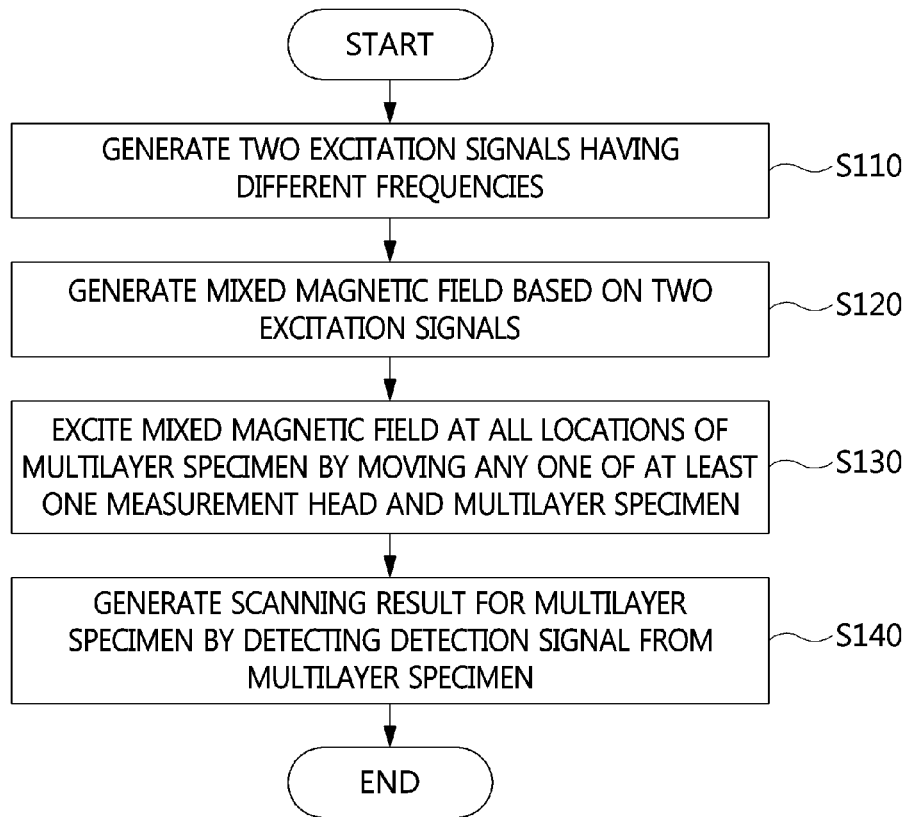 START
GENERATE TWO EXCITATION SIGNALS HAVING
DIFFERENT FREQUENCIES
S110
GENERATE MIXED MAGNETIC FIELD BASED ON TWO
EXCITATION SIGNALS
S120
EXCITE MIXED MAGNETIC FIELD AT ALL LOCATIONS OF
MULTILAYER SPECIMEN BY MOVING ANY ONE OF AT LEAST
ONE MEASUREMENT HEAD AND MULTILAYER SPECIMEN
S130
GENERATE SCANNING RESULT FOR MULTILAYER
SPECIMEN BY DETECTING DETECTION SIGNAL FROM
MULTILAYER SPECIMEN
S140
END